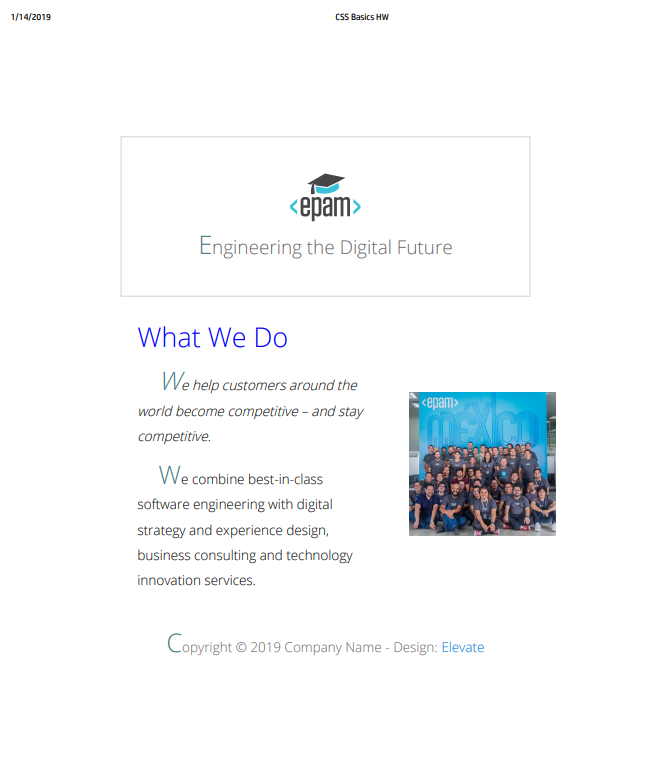 1/14/2019 CSS Basics HW
<epam>
Engineering the Digital Future
What We Do
We help customers around the
world become competitive – and stay
competitive.
<epam>
MEXICO
We combine best-in-class
software engineering with digital
strategy and experience design,
business consulting and technology
innovation services.
Copyright © 2019 Company Name - Design: Elevate